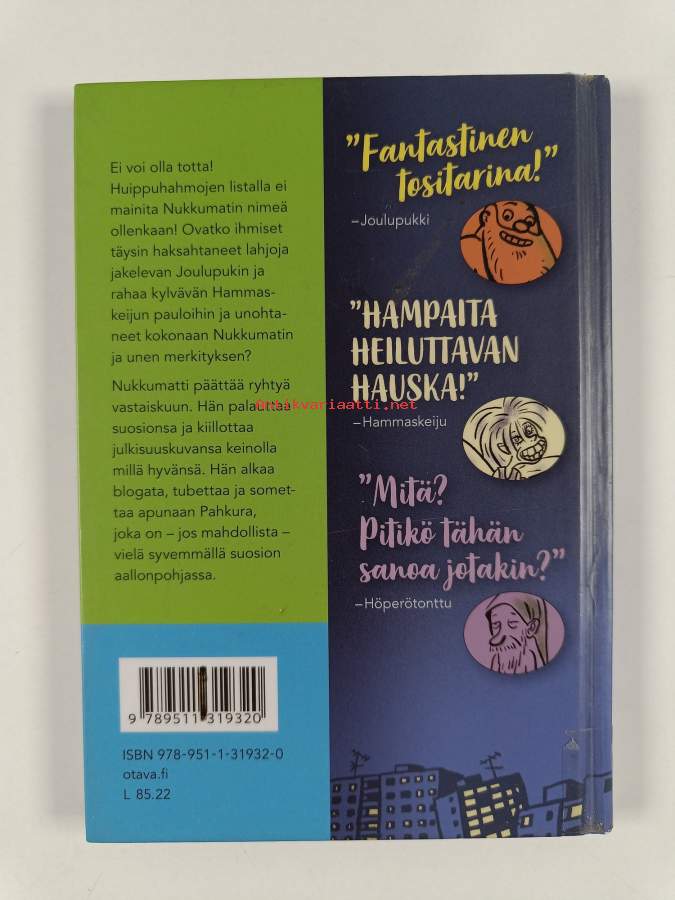 Ei voi olla totta!
Huippuhahmojen listalla ei
mainita Nukkumatin nimeä
ollenkaan! Ovatko ihmiset
täysin haksahtaneet lahjoja
jakelevan Joulupukin ja
rahaa kylvävän Hammas-
keijun pauloihin ja unohta-
neet kokonaan Nukkumatin
ja unen merkityksen?
Nukkumatti päättää ryhtyä
vastaiskuun. Hän palauttaa
suosionsa ja kiillottaa
julkisuuskuvansa keinolla
millä hyvänsä. Hän alkaa
blogata, tubettaa ja somet-
taa apunaan Pahkura,
joka on – jos mahdollista –
vielä syvemmällä suosion
aallonpohjassa.
"Fantastinen
tositarina!"
–Joulupukki
"HAMPAITA
HEILUTTAVAN
HAUSKA!"
–Hammaskeiju
"Mitä?
Pitikö tähän
sanoa jotakin?"
–Höperötonttu
Antikvariaatti.net
9 789511 319320
ISBN 978-951-1-31932-0
otava.fi
L 85.22